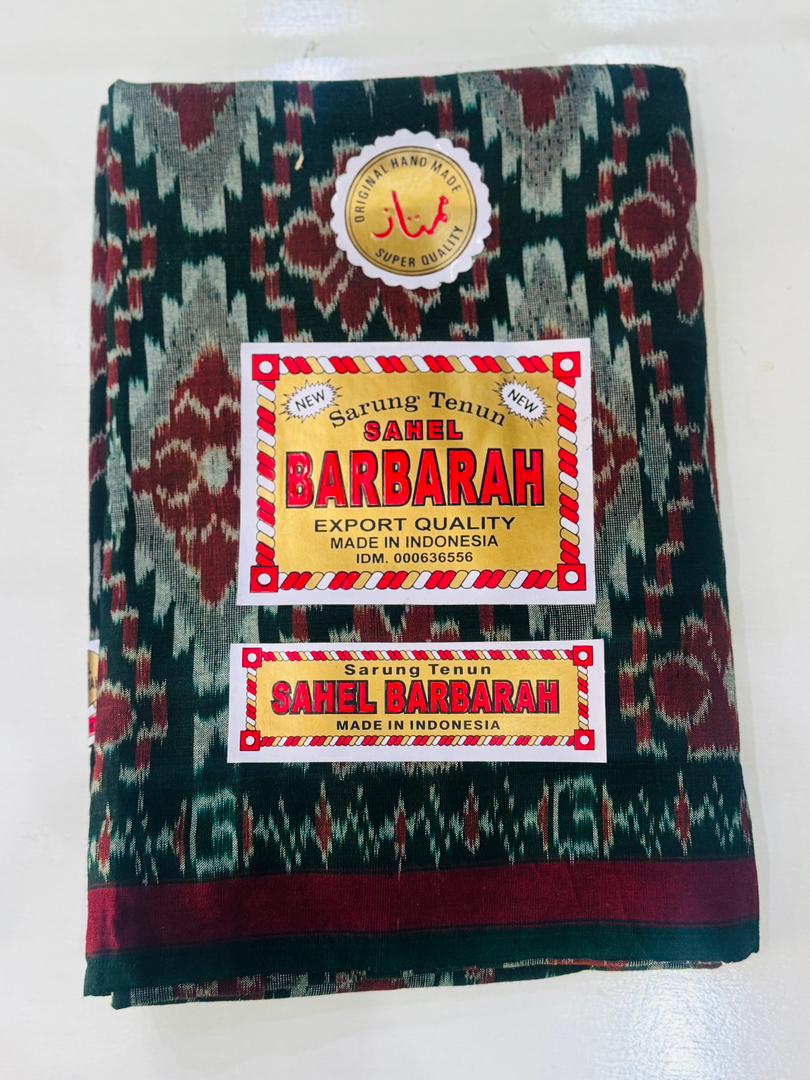 ORIGINAL HAND MADE
ممتاز
SUPER QUALITY
NEW
NEW
Sarung Tenun
SAHEL
BARBARAH
EXPORT QUALITY
MADE IN INDONESIA
IDM. 000636556
Sarung Tenun
SAHEL BARBARAH
MADE IN INDONESIA